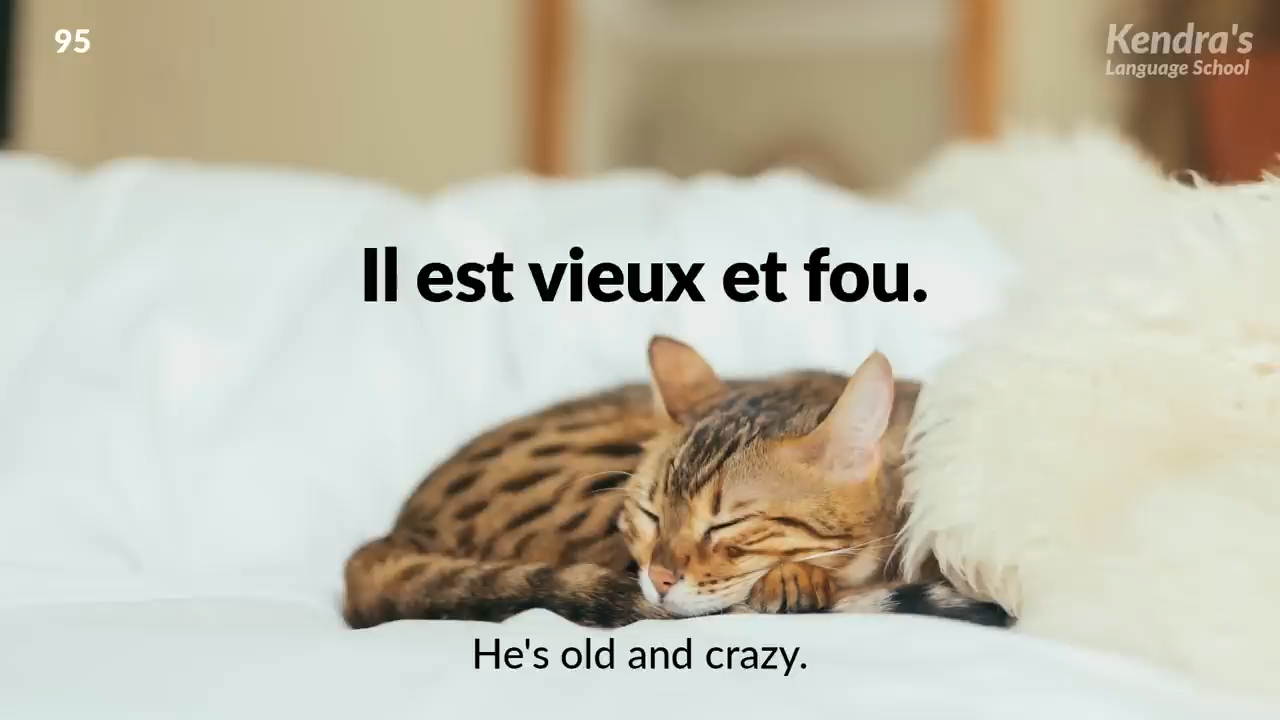 95
Kendra's
Language School
Il est vieux et fou.
He's old and crazy.